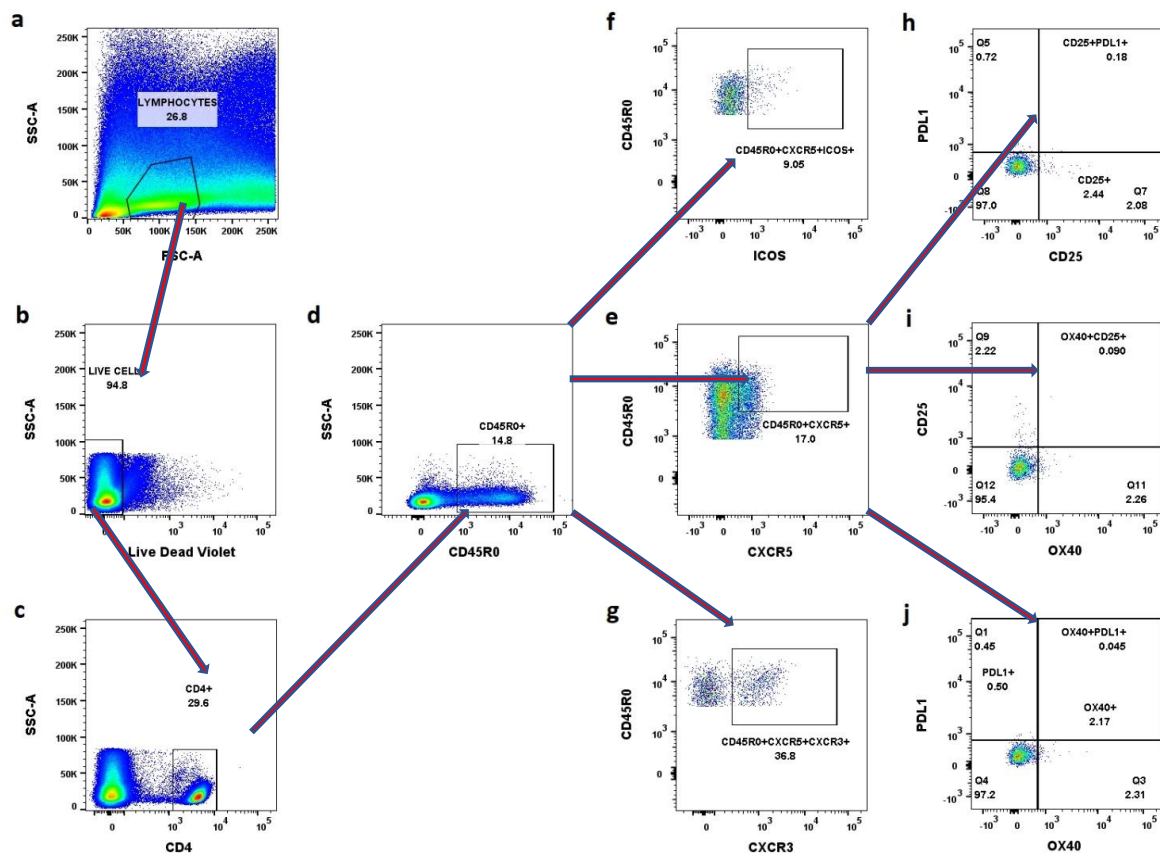 a
SSC-A
250K
200K
150K
100K
50K
0
LYMPHOCYTES
26.8
0 50K 100K 150K 200K 250K
FSC-A
b
SSC-A
250K
200K
150K
100K
50K
0
LIVE CELL
94.8
0 10³ 10⁴ 10⁵
Live Dead Violet
c
SSC-A
250K
200K
150K
100K
50K
0
CD4+
29.6
0 10³ 10⁴ 10⁵
CD4
d
SSC-A
250K
200K
150K
100K
50K
0
CD45R0+
14.8
0 10³ 10⁴ 10⁵
CD45R0
e
CD45R0
10⁵
10⁴
10³
0
-10³
CD45R0+CXCR5+
17.0
-10³ 0 10³ 10⁴ 10⁵
CXCR5
f
CD45R0
10⁵
10⁴
10³
0
-10³
CD45R0+CXCR5+ICOS+
9.05
-10³ 0 10³ 10⁴ 10⁵
ICOS
g
CD45R0
10⁵
10⁴
10³
0
-10³
CD45R0+CXCR5+CXCR3+
36.8
0 10³ 10⁴ 10⁵
CXCR3
h
PDL1
10⁵
10⁴
10³
0
-10³
Q5
0.72
CD25+PDL1+
0.18
CD25+
2.44
Q8
97.0
Q7
2.08
-10³ 0 10³ 10⁴ 10⁵
CD25
i
CD25
10⁵
10⁴
10³
0
-10³
Q9
2.22
OX40+CD25+
0.090
Q12
95.4
Q11
2.26
-10³ 0 10³ 10⁴ 10⁵
OX40
j
PDL1
10⁵
10⁴
10³
0
-10³
Q1
0.45
OX40+PDL1+
0.045
PDL1+
0.50
OX40+
2.17
Q4
97.2
Q3
2.31
-10³ 0 10³ 10⁴ 10⁵
OX40